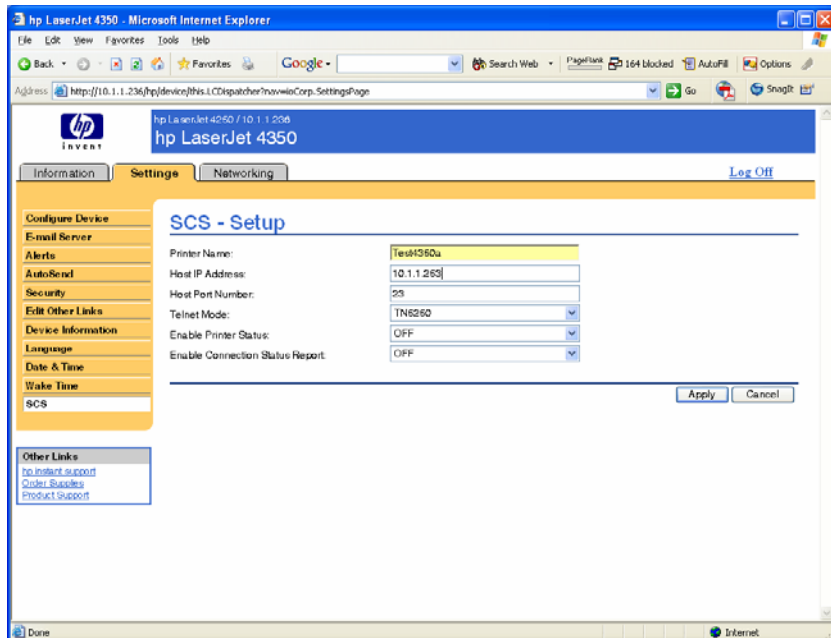 hp LaserJet 4350 - Microsoft Internet Explorer
File Edit View Favorites Tools Help
Back Search Favorites Google Search Web PageRank 164 blocked AutoFill Options
Address http://10.1.1.236/hp/device/this.LCDispatcher?nav=wioCorp.SettingsPage Go SnagIt
hp LaserJet 4250 / 10.1.1.236
hp LaserJet 4350
hp
invent
Information Settings Networking Log Off
Configure Device
E-mail Server
Alerts
AutoSend
Security
Edit Other Links
Device Information
Language
Date & Time
Wake Time
SCS
SCS - Setup
Printer Name: Test4350a
Host IP Address: 10.1.1.253
Host Port Number: 23
Telnet Mode: TN5250
Enable Printer Status: OFF
Enable Connection Status Report: OFF
Apply Cancel
Other Links
hp instant support
Order Supplies
Product Support
Done Internet